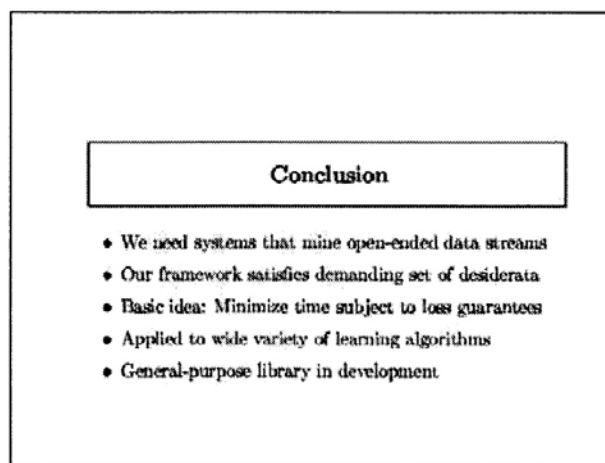 Conclusion
• We need systems that mine open-ended data streams
• Our framework satisfies demanding set of desiderata
• Basic idea: Minimize time subject to loss guarantees
• Applied to wide variety of learning algorithms
• General-purpose library in development